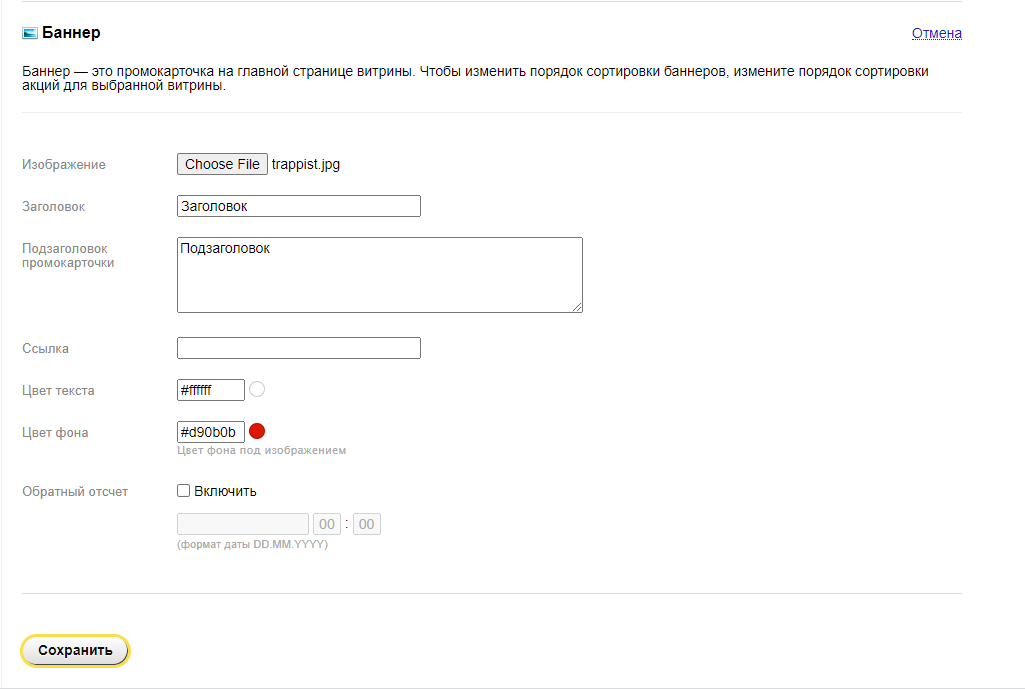 Баннер
Отмена
Баннер — это промокарточка на главной странице витрины. Чтобы изменить порядок сортировки баннеров, измените порядок сортировки
акций для выбранной витрины.
Изображение
Choose File trappist.jpg
Заголовок
Заголовок
Подзаголовок
промокарточки
Подзаголовок
Ссылка
Цвет текста
#ffffff
Цвет фона
#d90b0b
Цвет фона под изображением
Обратный отсчет
Включить
00 : 00
(формат даты DD.MM.YYYY)
Сохранить